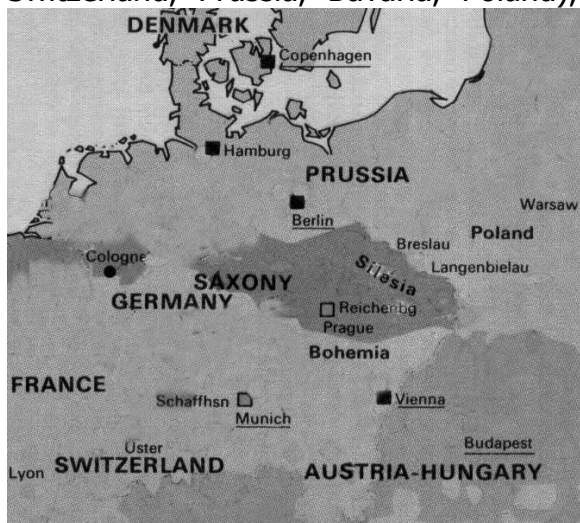 Switzerland, Prussia, Bavaria, Poland),
DENMARK
Copenhagen
Hamburg
PRUSSIA
Warsaw
Berlin
Poland
Breslau
Cologne
Silesia
Langenbielau
SAXONY
GERMANY
Reichenbg
Prague
Bohemia
FRANCE
Schaffhsn
Vienna
Munich
Uster
Budapest
Lyon
SWITZERLAND
AUSTRIA-HUNGARY